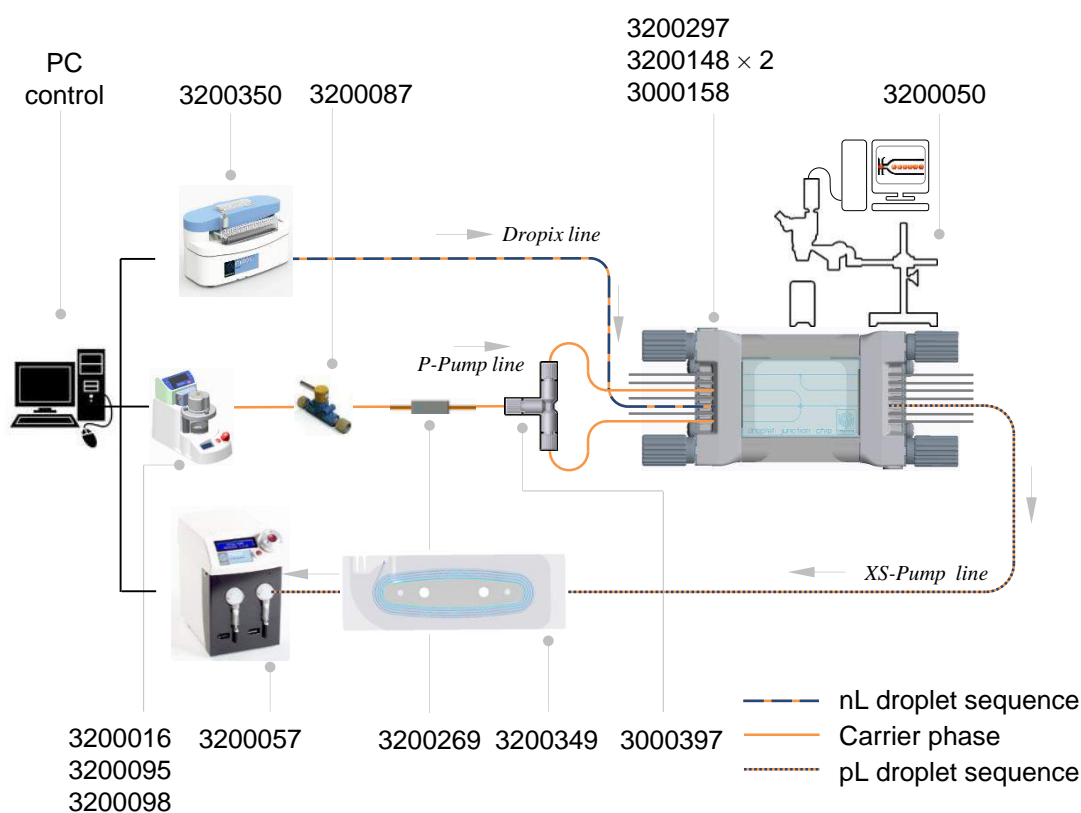 PC
control
3200350
3200087
3200297
3200148 × 2
3000158
3200050
Dropix line
P-Pump line
droplet junction chip
XS-Pump line
3200016
3200095
3200098
3200057
3200269
3200349
3000397
nL droplet sequence
Carrier phase
pL droplet sequence